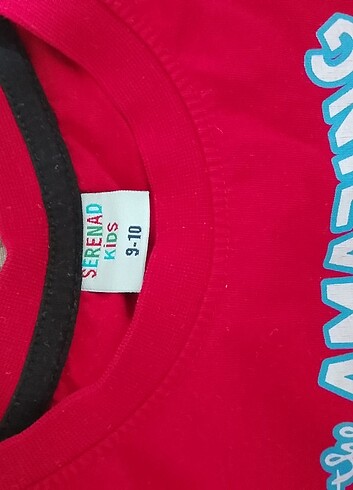 SERENAD
KiDS
9-10
the AMAZING